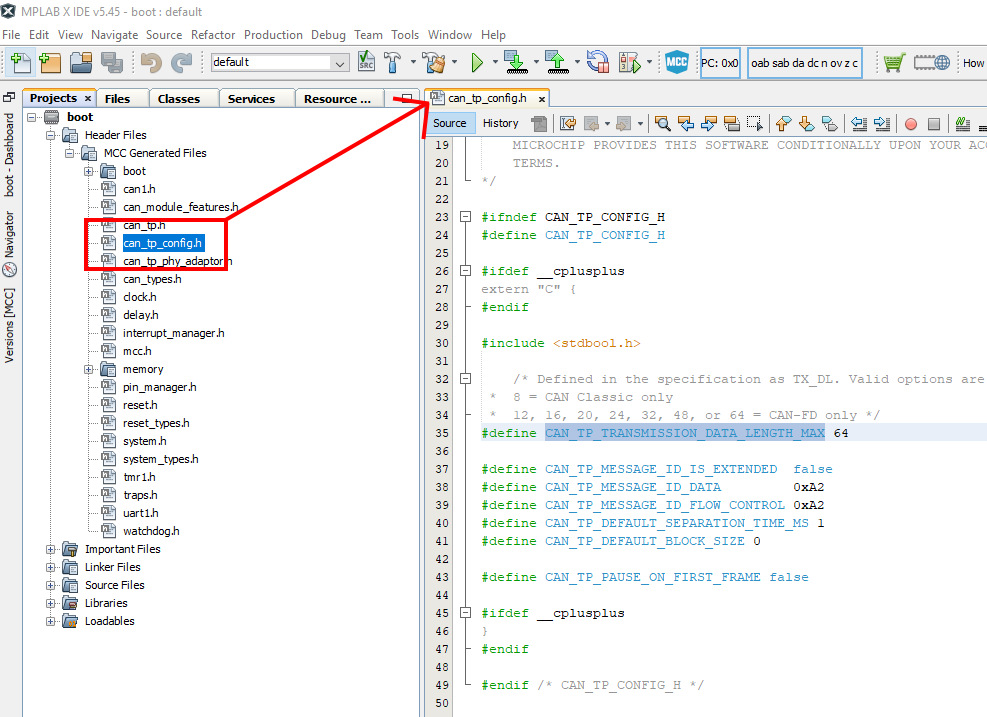 MPLAB X IDE v5.45 - boot : default
File Edit View Navigate Source Refactor Production Debug Team Tools Window Help
default
SRC
MCC
PC: 0x0
oab sab da dc n ov z c
How
Projects × Files Classes Services Resource ...
can_tp_config.h ×
Source History
boot - Dashboard
Navigator
Versions [MCC]
boot
Header Files
MCC Generated Files
boot
can1.h
can_module_features.h
can_tp.h
can_tp_config.h
can_tp_phy_adaptor.h
can_types.h
clock.h
delay.h
interrupt_manager.h
mcc.h
memory
pin_manager.h
reset.h
reset_types.h
system.h
system_types.h
tmr1.h
traps.h
uart1.h
watchdog.h
Important Files
Linker Files
Source Files
Libraries
Loadables
19 MICROCHIP PROVIDES THIS SOFTWARE CONDITIONALLY UPON YOUR ACC
20 TERMS.
21 */
22
23 #ifndef CAN_TP_CONFIG_H
24 #define CAN_TP_CONFIG_H
25
26 #ifdef __cplusplus
27 extern "C" {
28 #endif
29
30 #include <stdbool.h>
31
32 /* Defined in the specification as TX_DL. Valid options are
33 * 8 = CAN Classic only
34 * 12, 16, 20, 24, 32, 48, or 64 = CAN-FD only */
35 #define CAN_TP_TRANSMISSION_DATA_LENGTH_MAX 64
36
37 #define CAN_TP_MESSAGE_ID_IS_EXTENDED false
38 #define CAN_TP_MESSAGE_ID_DATA 0xA2
39 #define CAN_TP_MESSAGE_ID_FLOW_CONTROL 0xA2
40 #define CAN_TP_DEFAULT_SEPARATION_TIME_MS 1
41 #define CAN_TP_DEFAULT_BLOCK_SIZE 0
42
43 #define CAN_TP_PAUSE_ON_FIRST_FRAME false
44
45 #ifdef __cplusplus
46 }
47 #endif
48
49 #endif /* CAN_TP_CONFIG_H */
50